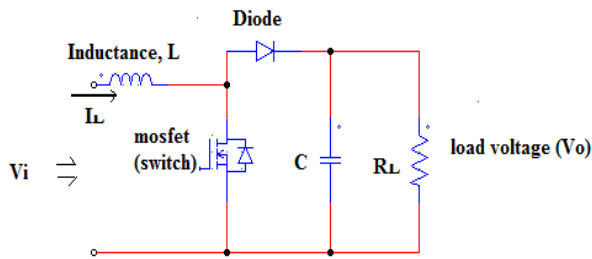 Diode
Inductance, L
IL
mosfet
(switch)
Vi
C
RL
load voltage (Vo)